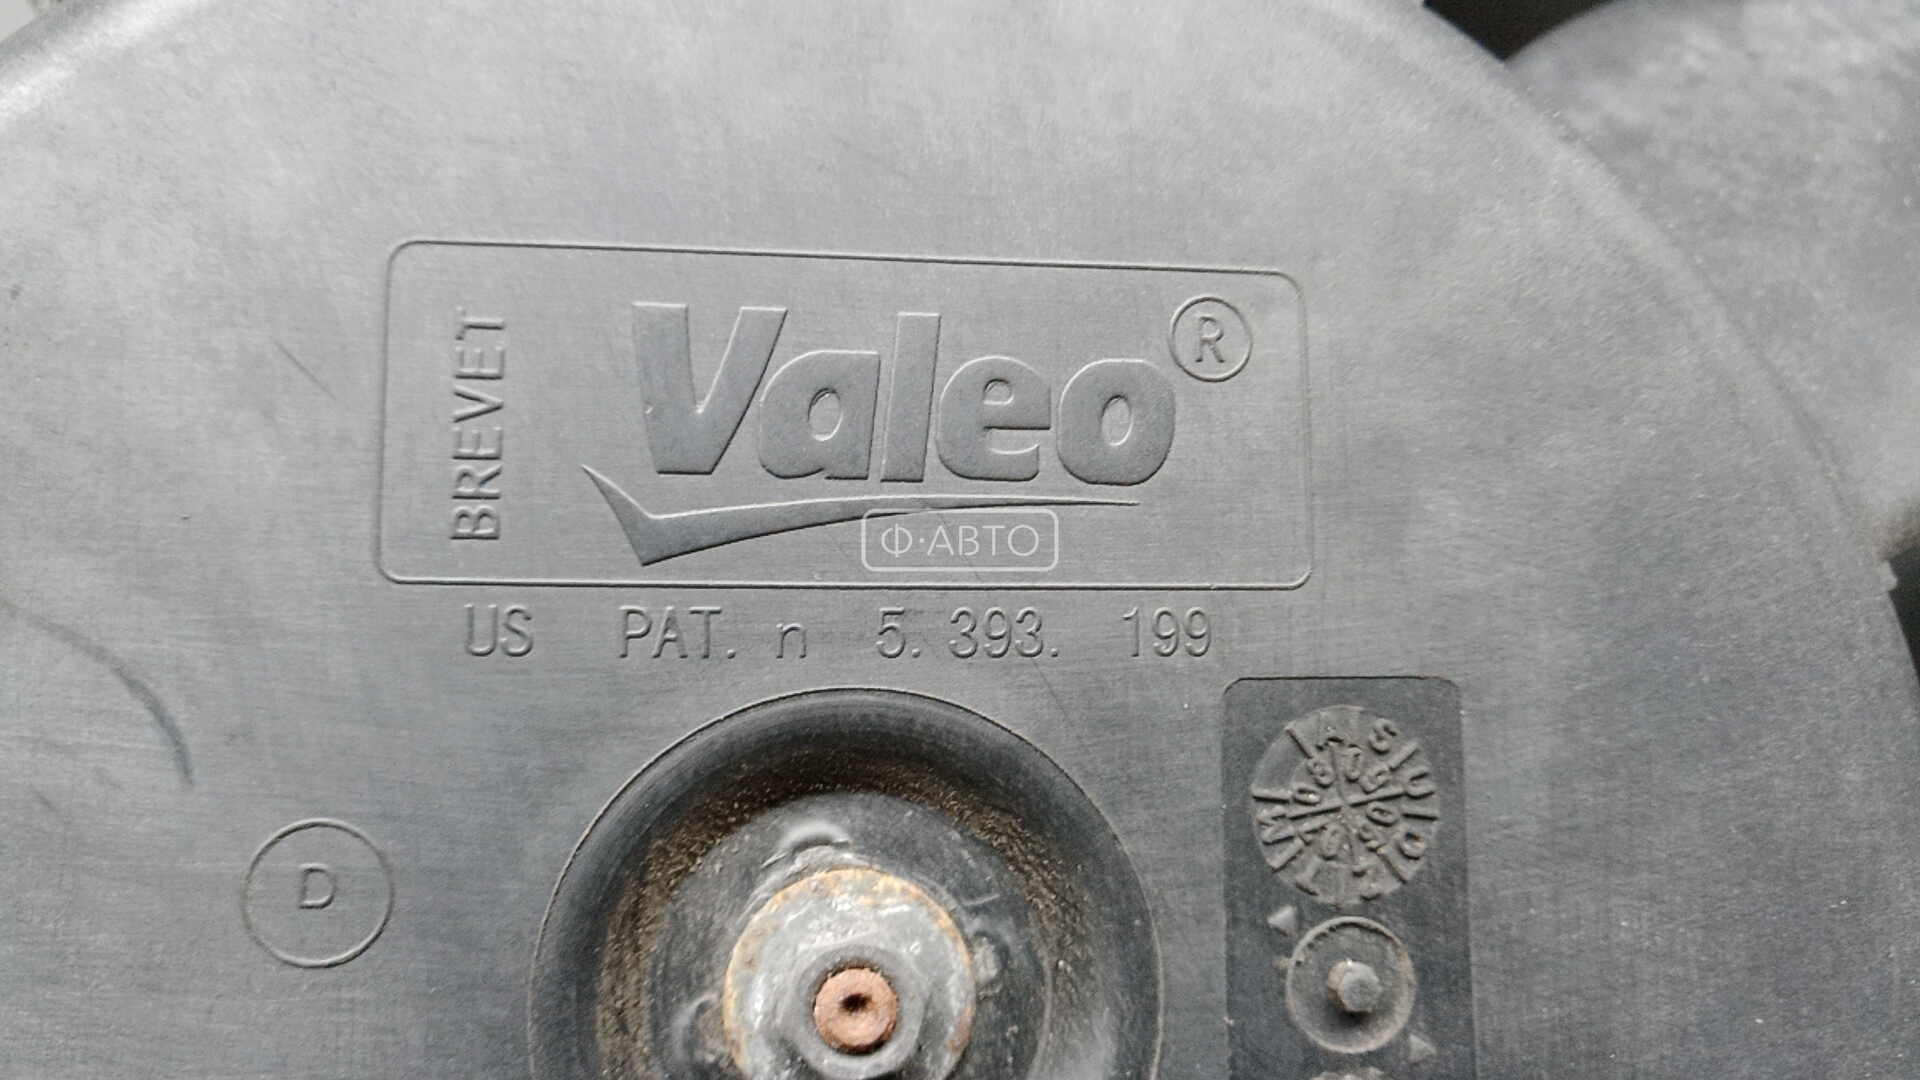 BREVET
Valeo ®
Ф·АВТО
US PAT. n 5. 393. 199
D